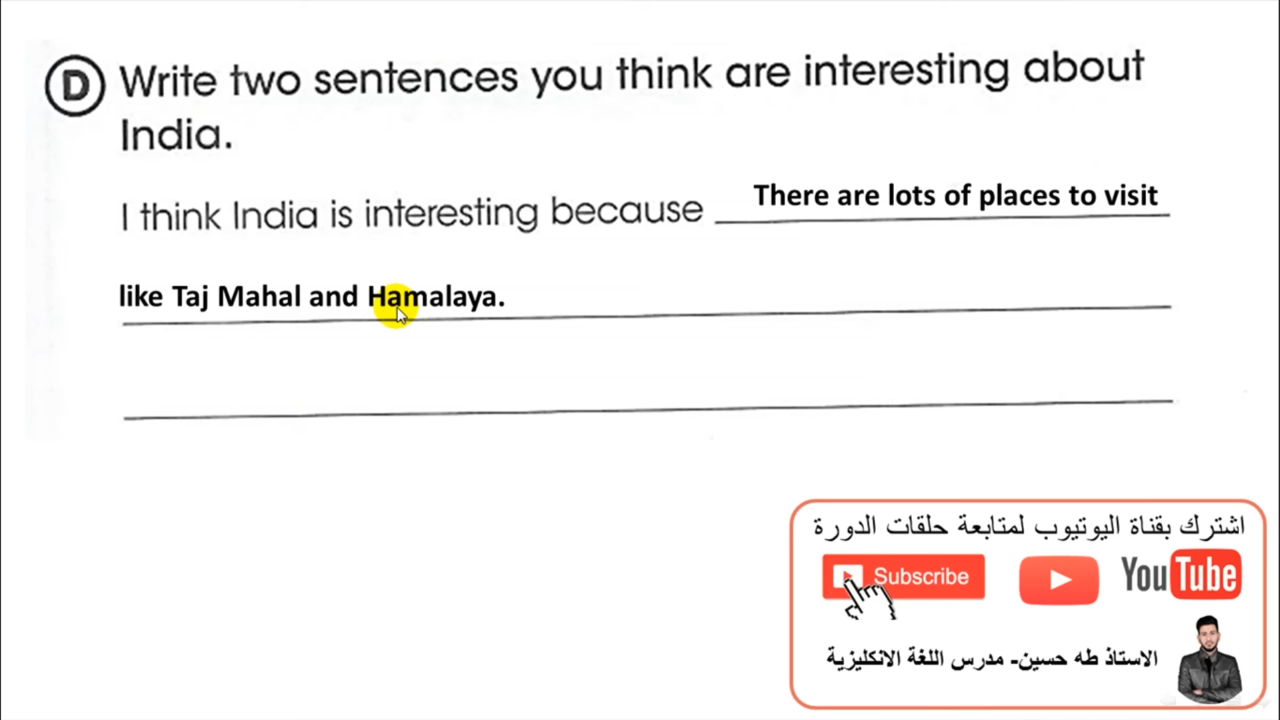 D Write two sentences you think are interesting about
India.
I think India is interesting because There are lots of places to visit
like Taj Mahal and Hamalaya.
اشترك بقناة اليوتيوب لمتابعة حلقات الدورة
Subscribe YouTube
الاستاذ طه حسين- مدرس اللغة الانكليزية